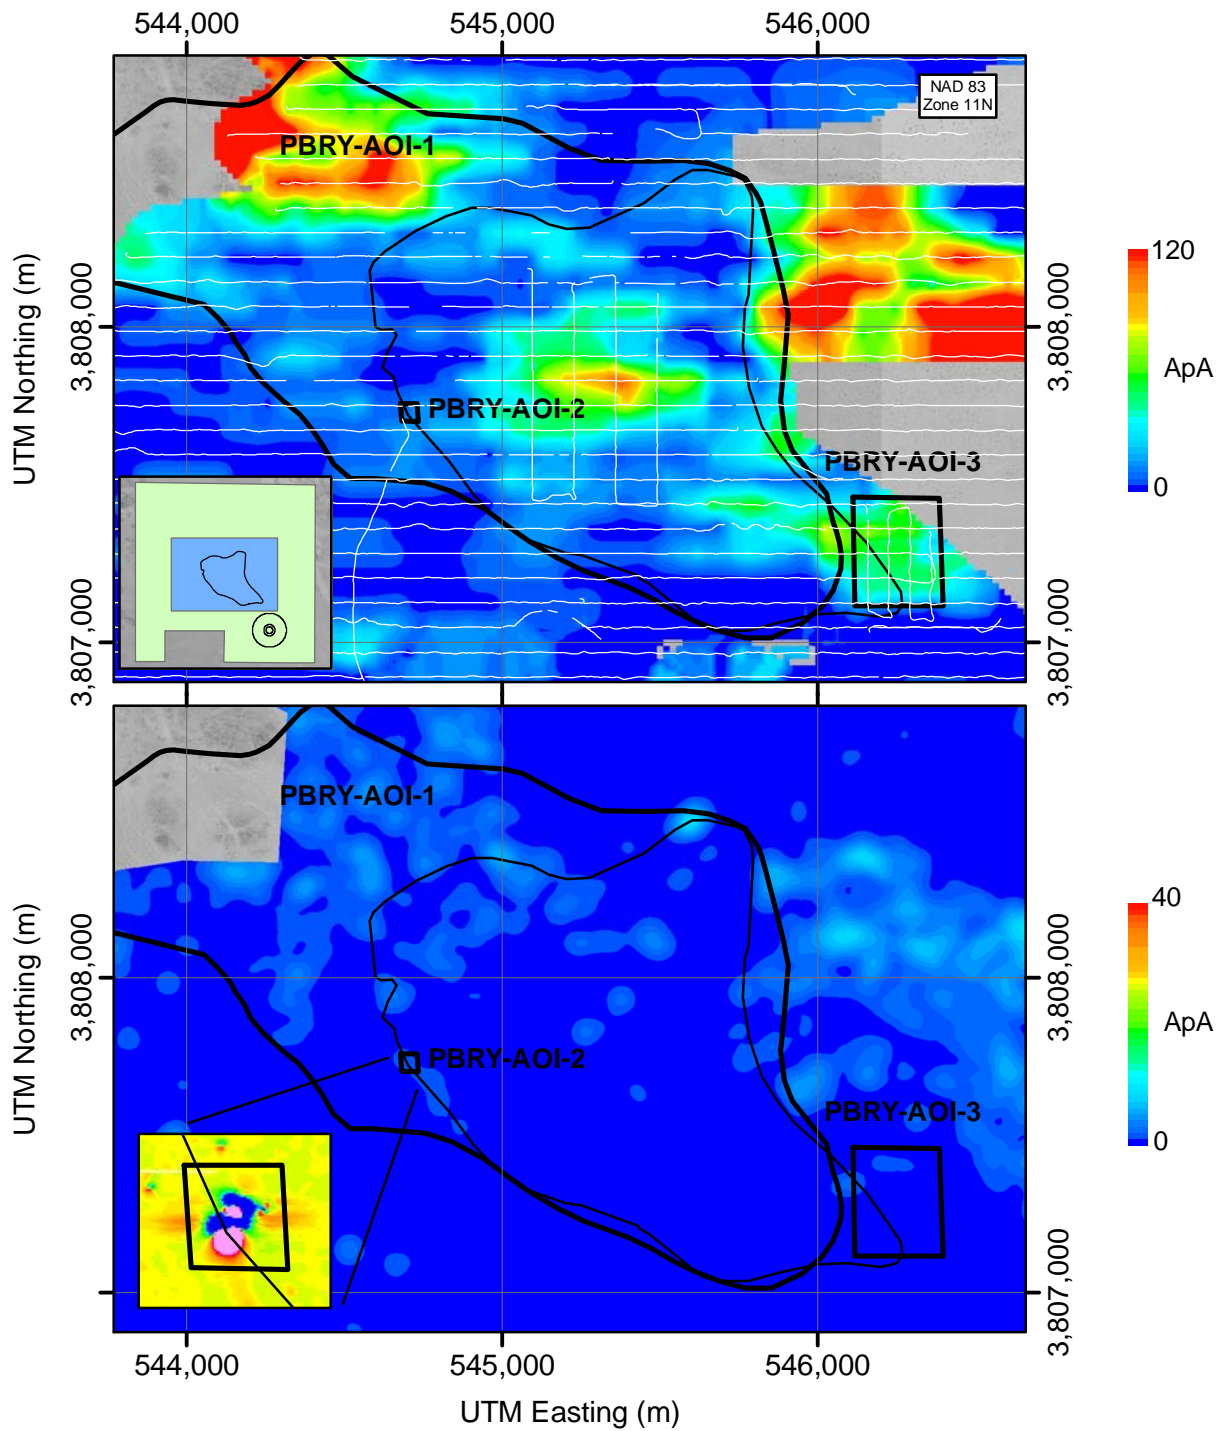 544,000 545,000 546,000
NAD 83
Zone 11N
PBRY-AOI-1
120
UTM Northing (m)
3,808,000
3,808,000
ApA
PBRY-AOI-2
PBRY-AOI-3
0
3,807,000
3,807,000
PBRY-AOI-1
40
UTM Northing (m)
3,808,000
3,808,000
ApA
PBRY-AOI-2
PBRY-AOI-3
0
3,807,000
3,807,000
544,000 545,000 546,000
UTM Easting (m)